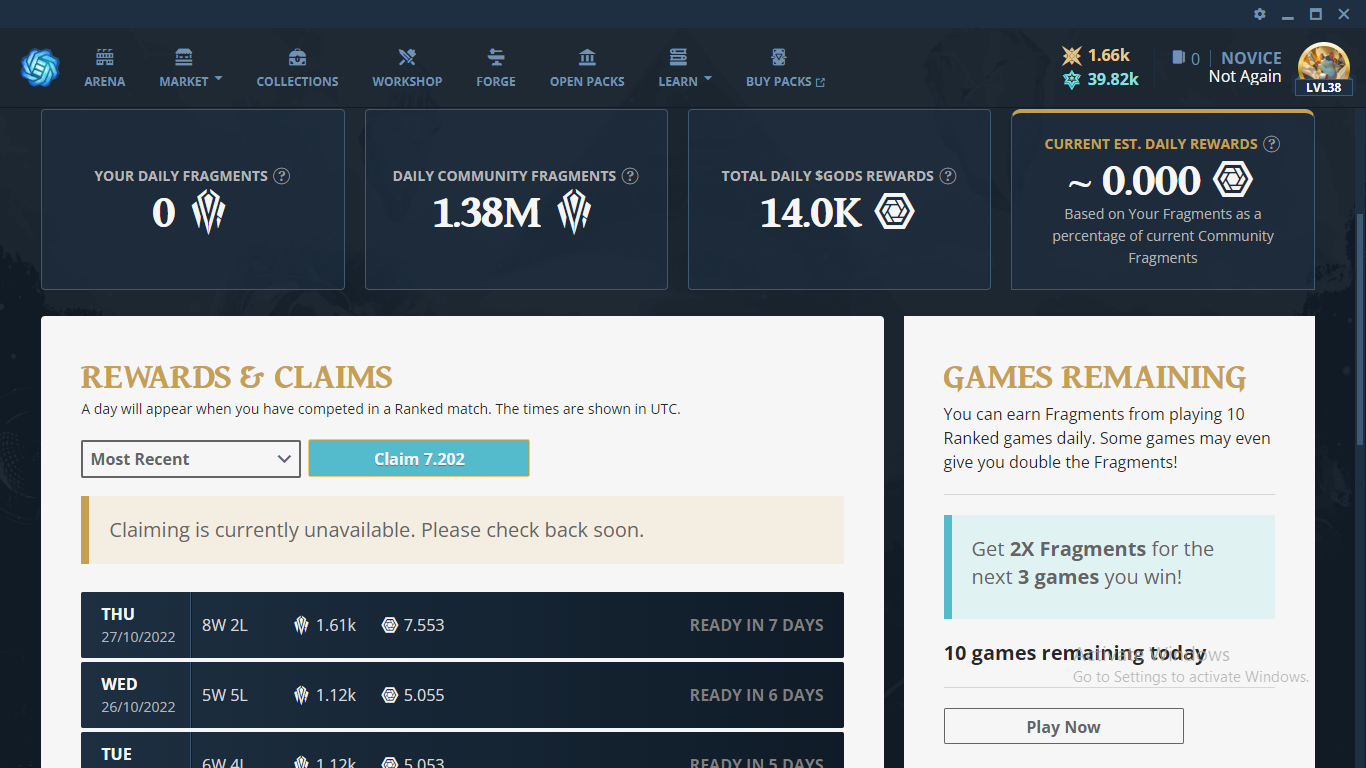 ARENA
MARKET
COLLECTIONS
WORKSHOP
FORGE
OPEN PACKS
LEARN
BUY PACKS
1.66k
39.82k
0
NOVICE
Not Again
LVL38
YOUR DAILY FRAGMENTS ?
0
DAILY COMMUNITY FRAGMENTS ?
1.38M
TOTAL DAILY $GODS REWARDS ?
14.0K
CURRENT EST. DAILY REWARDS ?
~ 0.000
Based on Your Fragments as a
percentage of current Community
Fragments
REWARDS & CLAIMS
A day will appear when you have competed in a Ranked match. The times are shown in UTC.
Most Recent
Claim 7.202
Claiming is currently unavailable. Please check back soon.
THU
27/10/2022
8W 2L
1.61k
7.553
READY IN 7 DAYS
WED
26/10/2022
5W 5L
1.12k
5.055
READY IN 6 DAYS
TUE
6W 4L
1.12k
5.053
READY IN 5 DAYS
GAMES REMAINING
You can earn Fragments from playing 10
Ranked games daily. Some games may even
give you double the Fragments!
Get 2X Fragments for the
next 3 games you win!
10 games remaining today
Activate Windows
Go to Settings to activate Windows.
Play Now